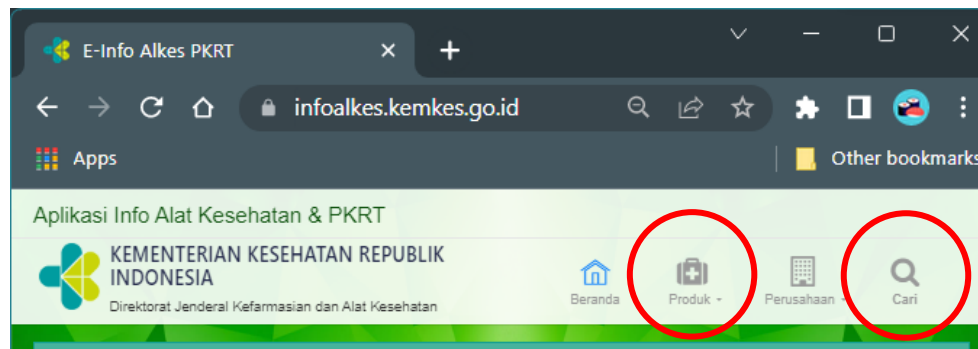 E-Info Alkes PKRT
infoalkes.kemkes.go.id
Apps
Other bookmarks
Aplikasi Info Alat Kesehatan & PKRT
KEMENTERIAN KESEHATAN REPUBLIK
INDONESIA
Direktorat Jenderal Kefarmasian dan Alat Kesehatan
Beranda
Produk
Perusahaan
Cari